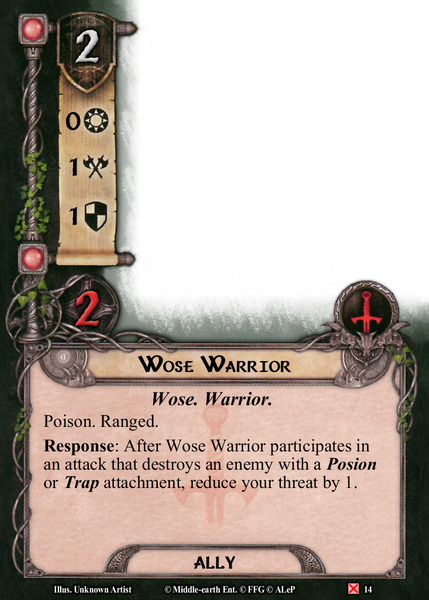 2
0
1
1
2
Wose Warrior
Wose. Warrior.
Poison. Ranged.
Response: After Wose Warrior participates in
an attack that destroys an enemy with a Posion
or Trap attachment, reduce your threat by 1.
ALLY
Illus. Unknown Artist © Middle-earth Ent. © FFG © ALeP 14